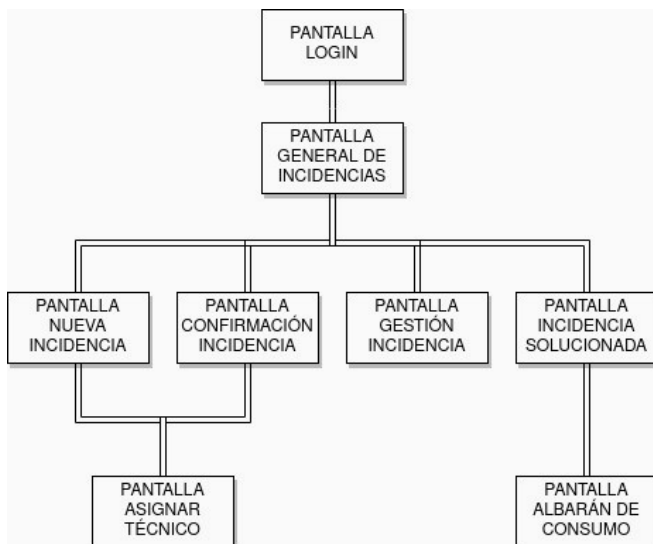 PANTALLA
LOGIN
PANTALLA
GENERAL DE
INCIDENCIAS
PANTALLA
NUEVA
INCIDENCIA
PANTALLA
CONFIRMACIÓN
INCIDENCIA
PANTALLA
GESTIÓN
INCIDENCIA
PANTALLA
INCIDENCIA
SOLUCIONADA
PANTALLA
ASIGNAR
TÉCNICO
PANTALLA
ALBARÁN DE
CONSUMO